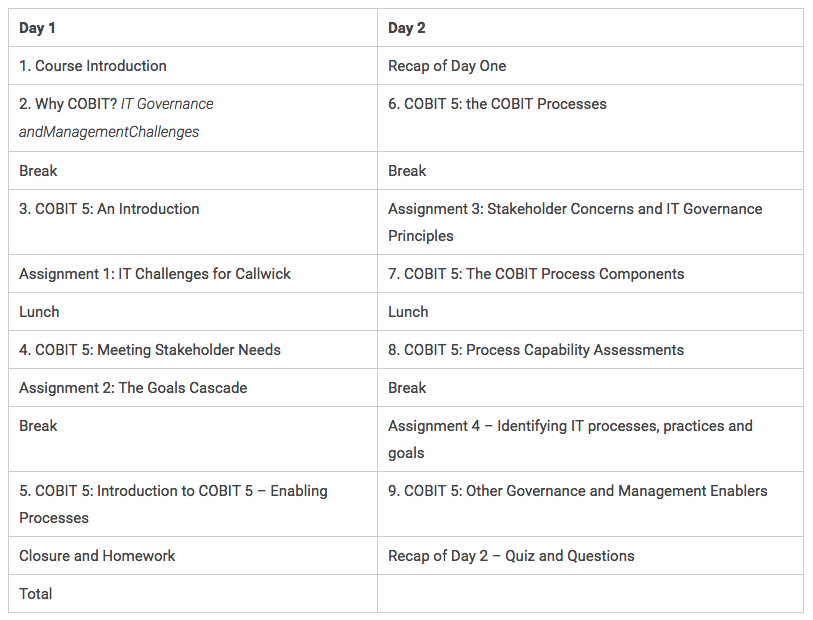 Day 1
Day 2
1. Course Introduction
Recap of Day One
2. Why COBIT? IT Governance
andManagementChallenges
6. COBIT 5: the COBIT Processes
Break
Break
3. COBIT 5: An Introduction
Assignment 3: Stakeholder Concerns and IT Governance
Principles
Assignment 1: IT Challenges for Callwick
7. COBIT 5: The COBIT Process Components
Lunch
Lunch
4. COBIT 5: Meeting Stakeholder Needs
8. COBIT 5: Process Capability Assessments
Assignment 2: The Goals Cascade
Break
Break
Assignment 4 – Identifying IT processes, practices and
goals
5. COBIT 5: Introduction to COBIT 5 – Enabling
Processes
9. COBIT 5: Other Governance and Management Enablers
Closure and Homework
Recap of Day 2 – Quiz and Questions
Total